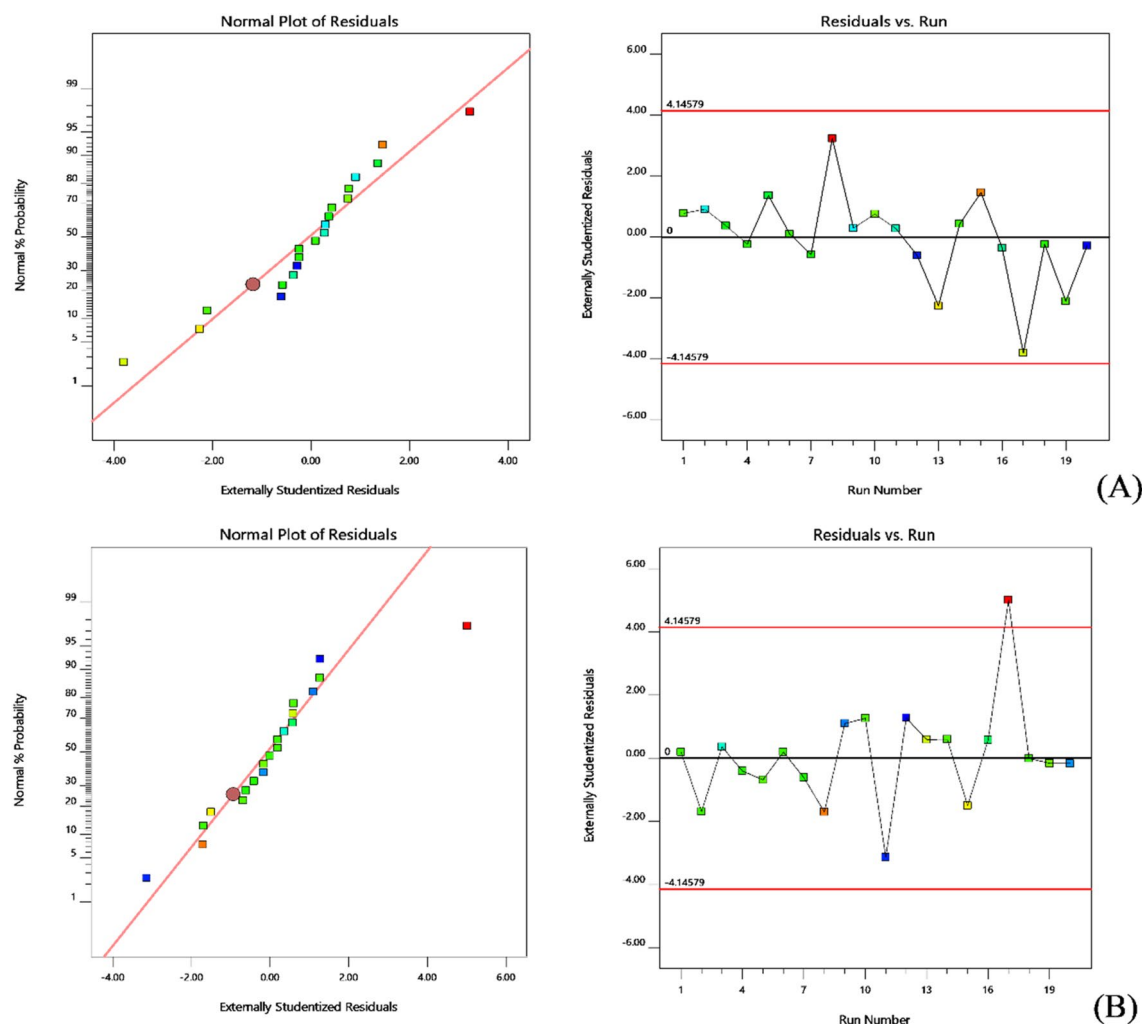 Normal Plot of Residuals
Normal % Probability
99
95
90
80
70
50
30
20
10
5
1
-4.00 -2.00 0.00 2.00 4.00
Externally Studentized Residuals
Residuals vs. Run
Externally Studentized Residuals
6.00
4.14579
4.00
2.00
0
0.00
-2.00
-4.00
-4.14579
-6.00
1 4 7 10 13 16 19
Run Number
(A)
Normal Plot of Residuals
Normal % Probability
99
95
90
80
70
50
30
20
10
5
1
-4.00 -2.00 0.00 2.00 4.00 6.00
Externally Studentized Residuals
Residuals vs. Run
Externally Studentized Residuals
6.00
4.14579
4.00
2.00
0
0.00
-2.00
-4.00
-4.14579
-6.00
1 4 7 10 13 16 19
Run Number
(B)